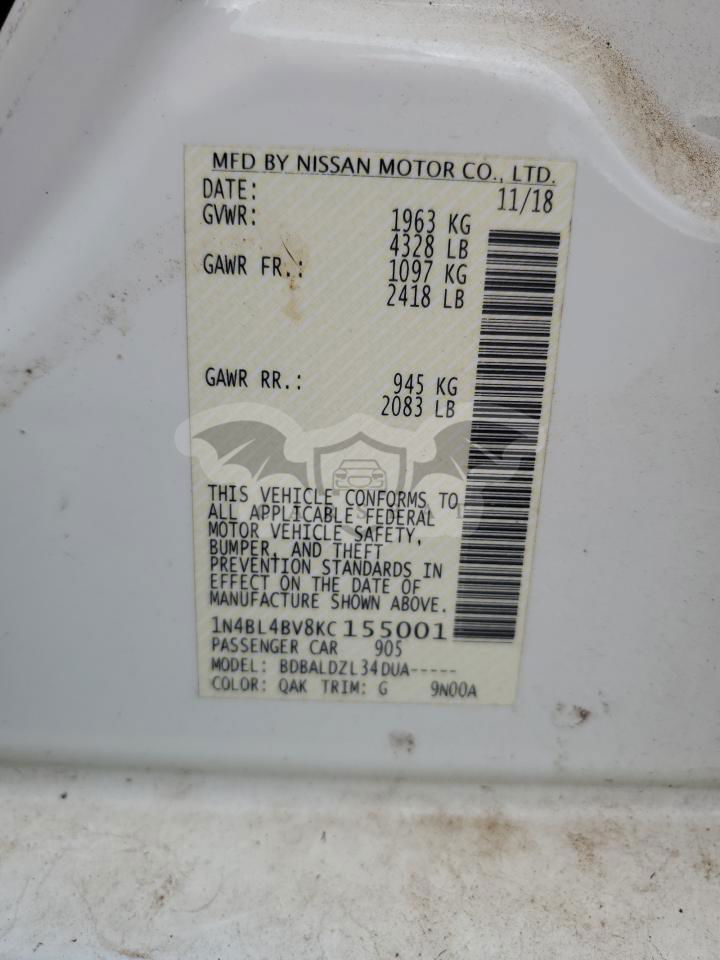 MFD BY NISSAN MOTOR CO., LTD.
DATE: 11/18
GVWR: 1963 KG
4328 LB
GAWR FR.: 1097 KG
2418 LB
GAWR RR.: 945 KG
2083 LB
THIS VEHICLE CONFORMS TO
ALL APPLICABLE FEDERAL
MOTOR VEHICLE SAFETY,
BUMPER, AND THEFT
PREVENTION STANDARDS IN
EFFECT ON THE DATE OF
MANUFACTURE SHOWN ABOVE.
1N4BL4BV8KC155001
PASSENGER CAR 905
MODEL: BDBALDZL34DUA-----
COLOR: QAK TRIM: G 9N00A